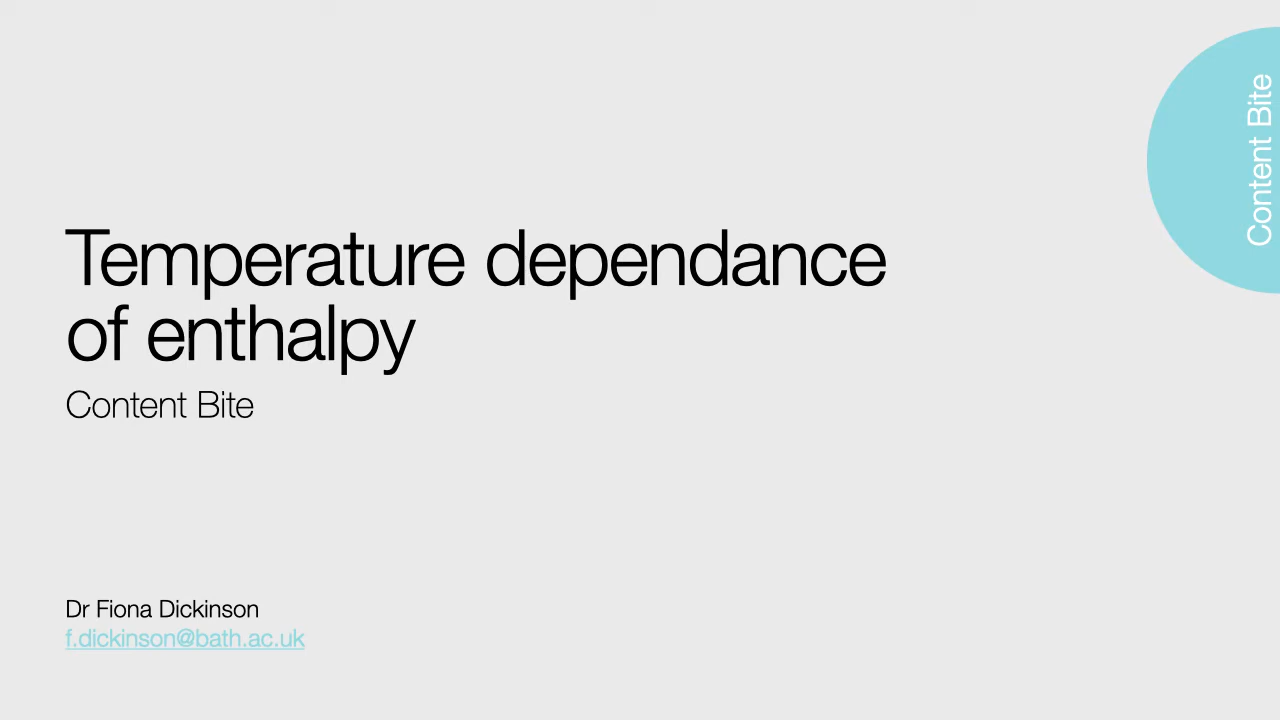 Content Bite
Temperature dependance
of enthalpy
Content Bite
Dr Fiona Dickinson
f.dickinson@bath.ac.uk